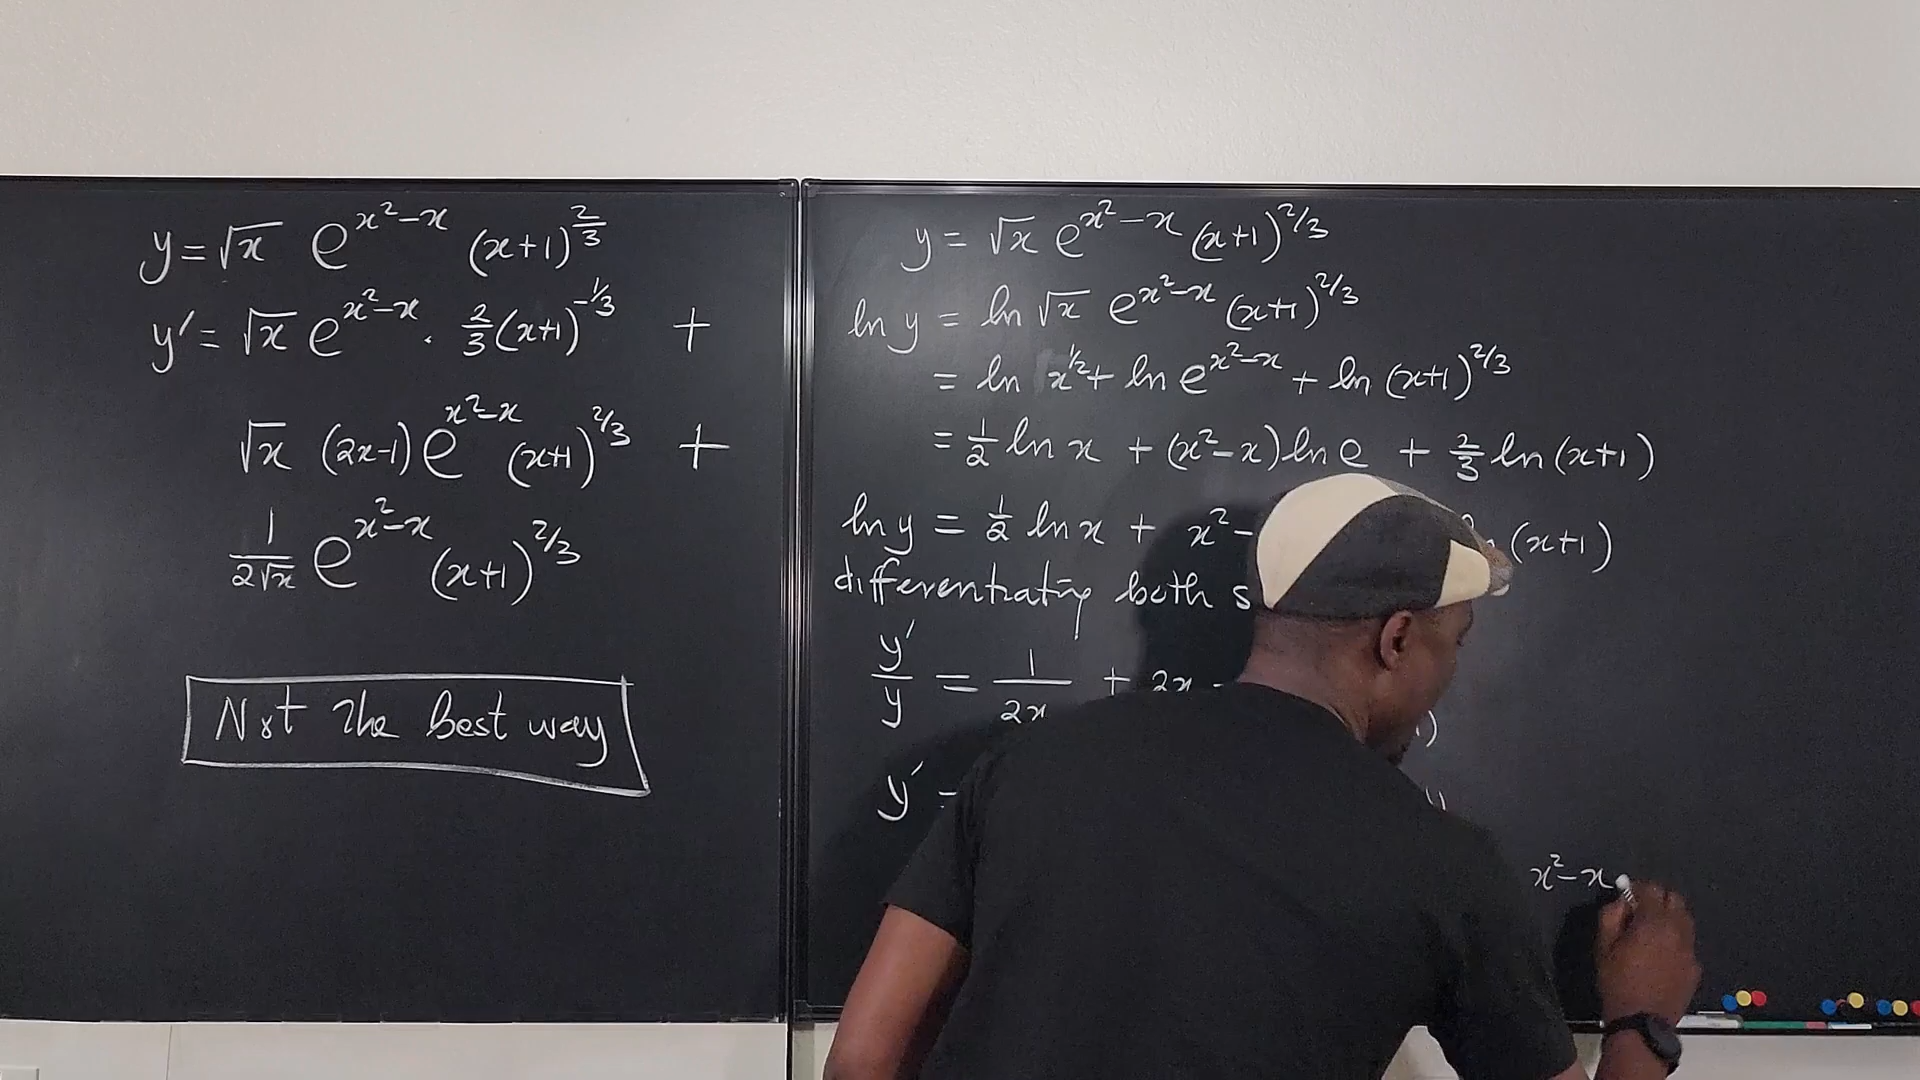 y = √x e^(x²-x) (x+1)^(2/3)
y' = √x e^(x²-x) · 2/3 (x+1)^(-1/3) +
√x (2x-1) e^(x²-x) (x+1)^(2/3) +
1/(2√x) e^(x²-x) (x+1)^(2/3)
Not the best way
y = √x e^(x²-x) (x+1)^(2/3)
ln y = ln √x e^(x²-x) (x+1)^(2/3)
= ln x^(1/2) + ln e^(x²-x) + ln (x+1)^(2/3)
= 1/2 ln x + (x²-x) ln e + 2/3 ln (x+1)
ln y = 1/2 ln x + x² - (x+1)
differentiating both
y'/y = 1/(2x) + 2x -
y' =
x²-x